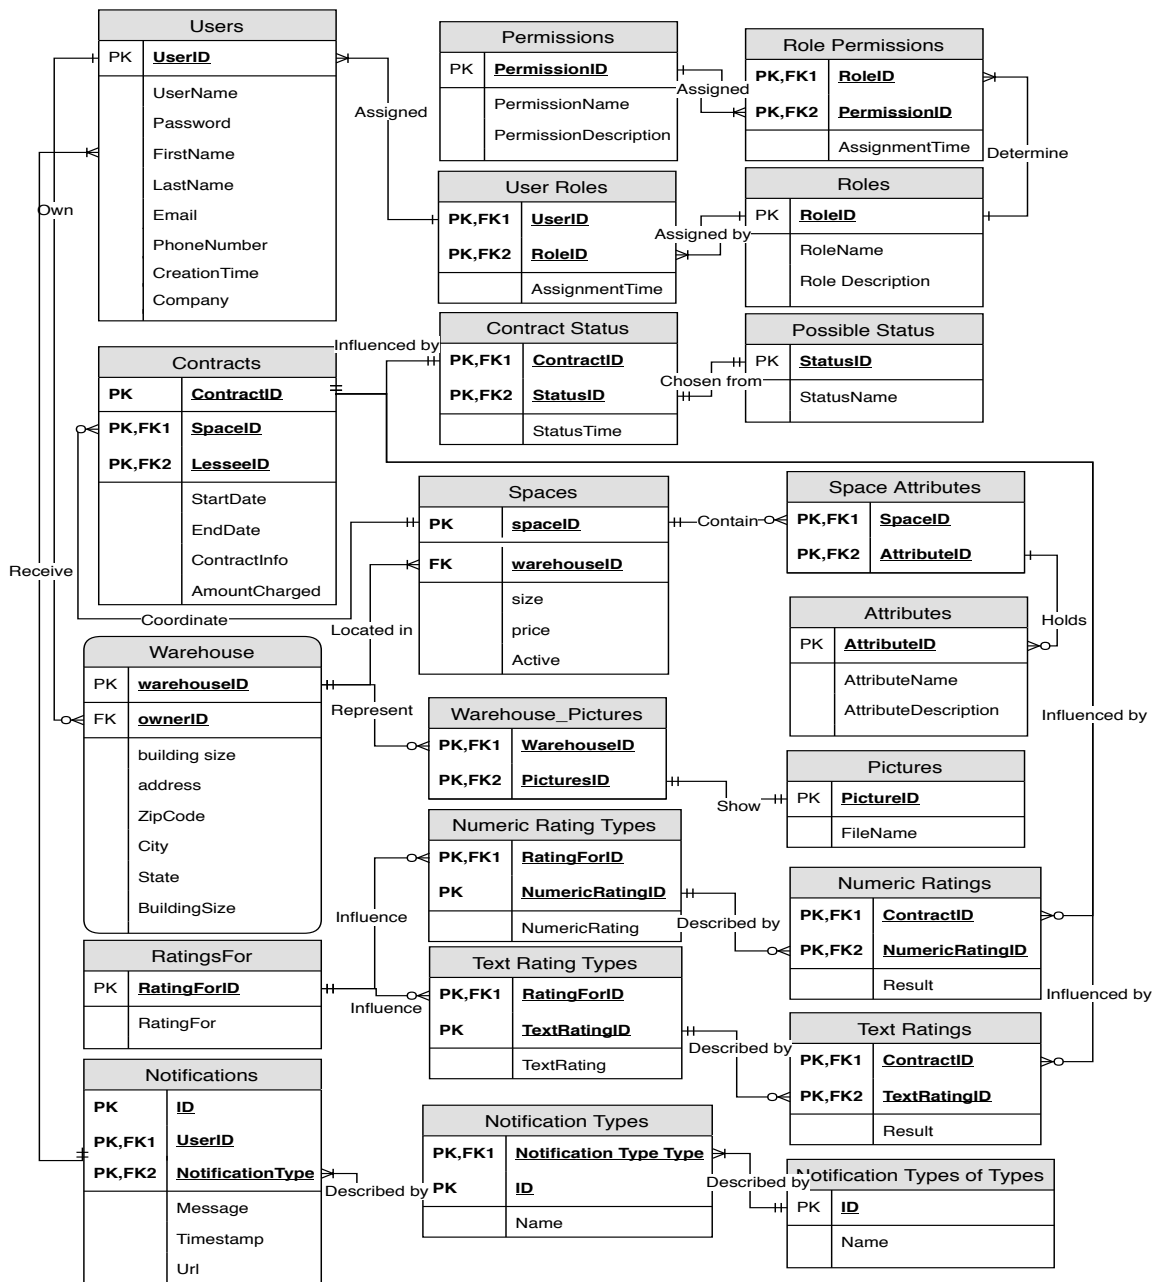 Users
PK UserID
UserName
Password
FirstName
LastName
Email
PhoneNumber
CreationTime
Company
Permissions
PK PermissionID
PermissionName
PermissionDescription
Role Permissions
PK,FK1 RoleID
PK,FK2 PermissionID
AssignmentTime
Assigned
Assigned
Determine
Own
User Roles
PK,FK1 UserID
PK,FK2 RoleID
AssignmentTime
Assigned by
Roles
PK RoleID
RoleName
Role Description
Influenced by
Contract Status
PK,FK1 ContractID
PK,FK2 StatusID
StatusTime
Chosen from
Possible Status
PK StatusID
StatusName
Contracts
PK ContractID
PK,FK1 SpaceID
PK,FK2 LesseeID
StartDate
EndDate
ContractInfo
AmountCharged
Receive
Coordinate
Spaces
PK spaceID
FK warehouseID
size
price
Active
Contain
Located in
Space Attributes
PK,FK1 SpaceID
PK,FK2 AttributeID
Holds
Attributes
PK AttributeID
AttributeName
AttributeDescription
Influenced by
Warehouse
PK warehouseID
FK ownerID
building size
address
ZipCode
City
State
BuildingSize
Represent
Warehouse_Pictures
PK,FK1 WarehouseID
PK,FK2 PicturesID
Show
Pictures
PK PictureID
FileName
Numeric Rating Types
PK,FK1 RatingForID
PK NumericRatingID
NumericRating
Influence
Described by
Numeric Ratings
PK,FK1 ContractID
PK,FK2 NumericRatingID
Result
Influenced by
RatingsFor
PK RatingForID
RatingFor
Influence
Text Rating Types
PK,FK1 RatingForID
PK TextRatingID
TextRating
Described by
Text Ratings
PK,FK1 ContractID
PK,FK2 TextRatingID
Result
Notifications
PK ID
PK,FK1 UserID
PK,FK2 NotificationType
Message
Timestamp
Url
Described by
Notification Types
PK,FK1 Notification Type Type
PK ID
Name
Described by
Notification Types of Types
PK ID
Name